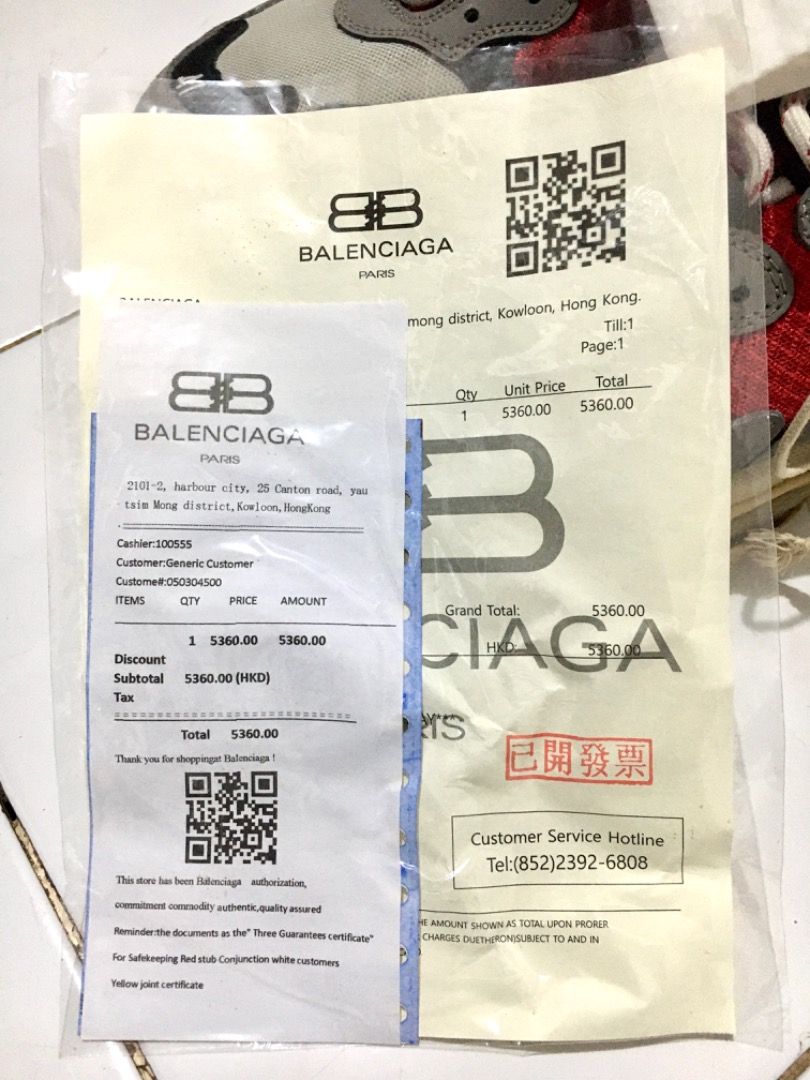 BALENCIAGA
PARIS
mong district, Kowloon, Hong Kong.
Till:1
Page:1
Qty Unit Price Total
1 5360.00 5360.00
Grand Total: 5360.00
HKD: 5360.00
CIAGA
已開發票
Customer Service Hotline
Tel:(852)2392-6808
HE AMOUNT SHOWN AS TOTAL UPON PRORER
CHARGES DUETHERON)SUBJECT TO AND IN
BALENCIAGA
PARIS
2101-2, harbour city, 25 Canton road, yau
tsim Mong district,Kowloon,HongKong
Cashier:100555
Customer:Generic Customer
Custome#:050304500
ITEMS QTY PRICE AMOUNT
1 5360.00 5360.00
Discount
Subtotal 5360.00 (HKD)
Tax
Total 5360.00
Thank you for shoppingat Balenciaga !
This store has been Balenciaga authorization,
commitment commodity authentic,quality assured
Reminder:the documents as the" Three Guarantees certificate"
For Safekeeping Red stub Conjunction white customers
Yellow joint certificate